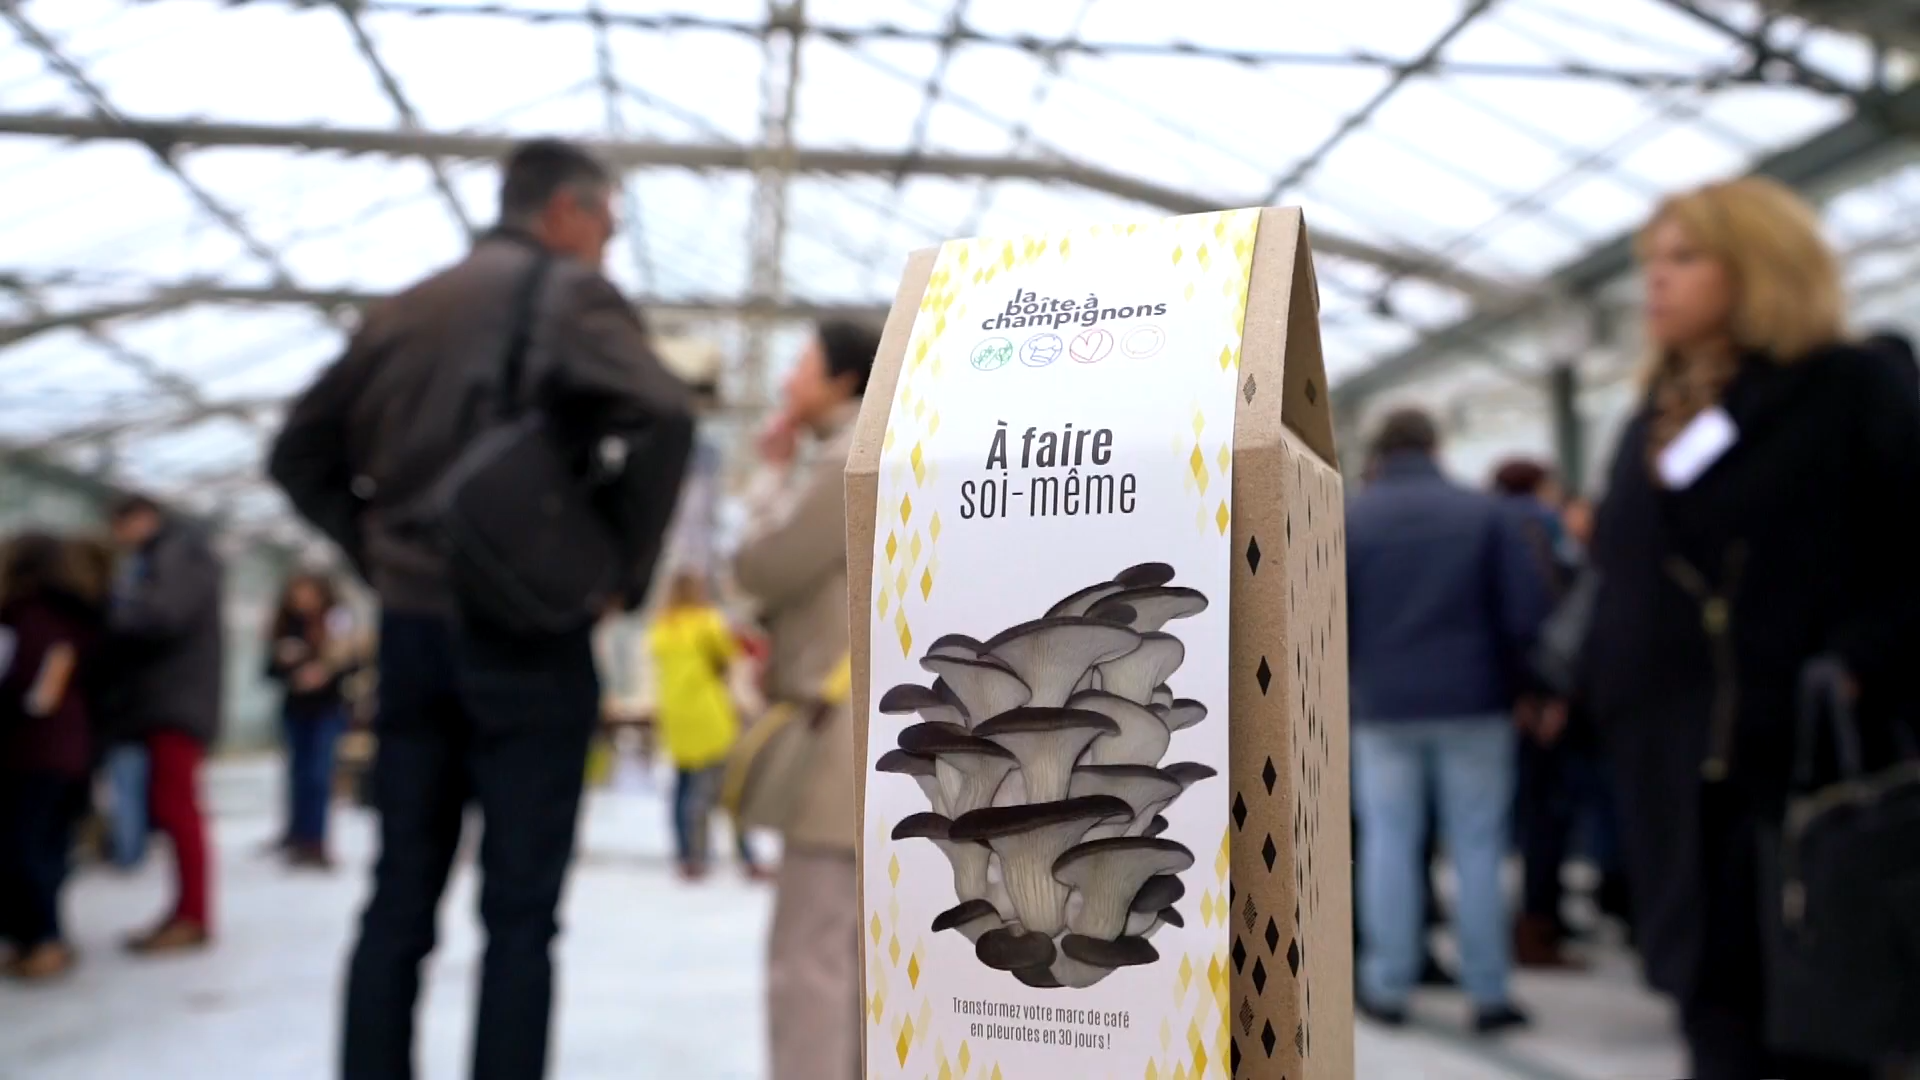 la
boîte à
champignons
À faire
soi-même
Transformez votre marc de café
en pleurotes en 30 jours !